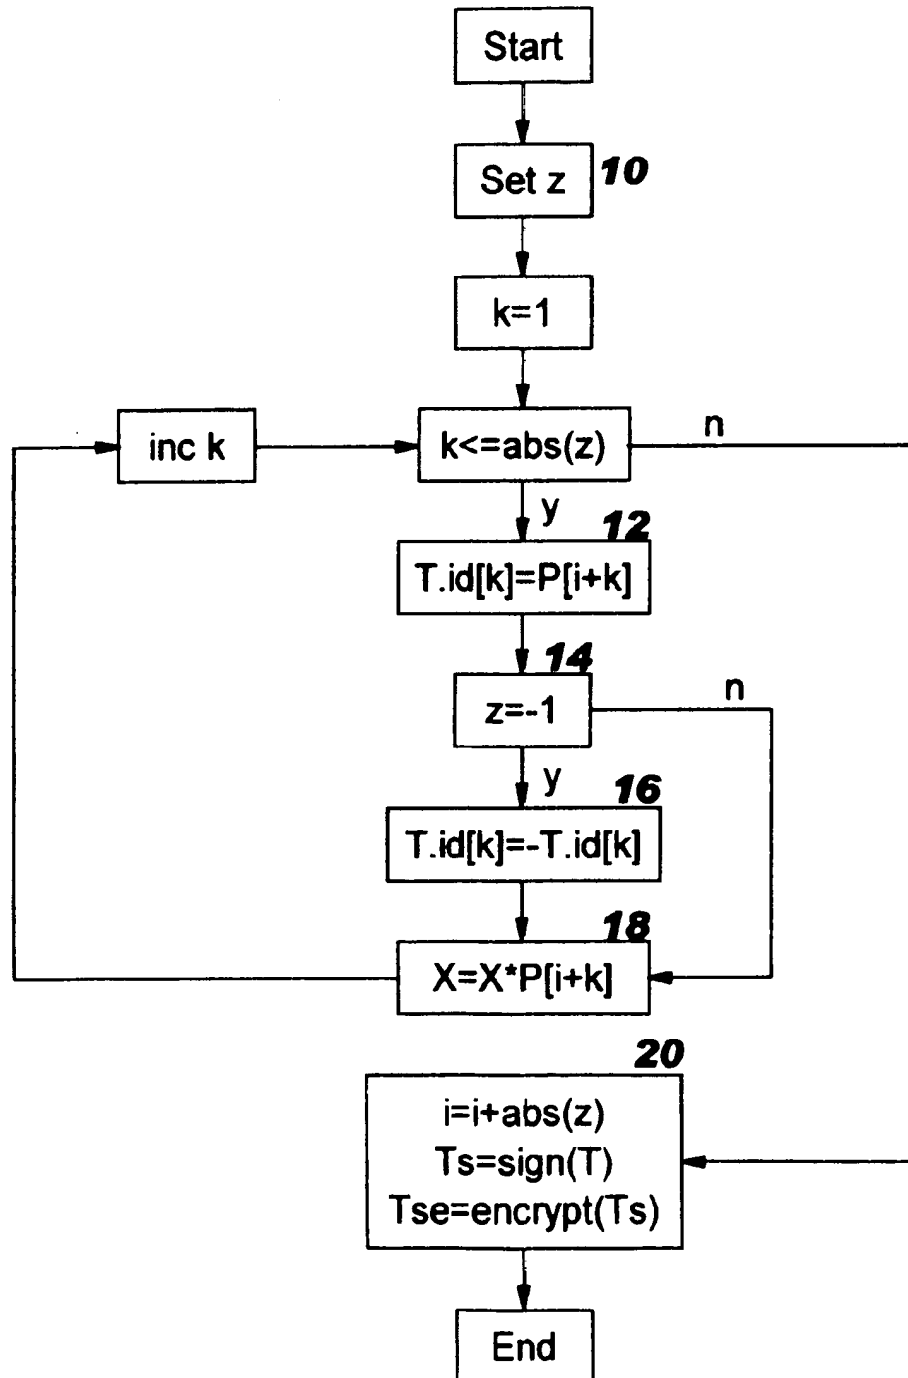 Start
Set z
10
k=1
inc k
k<=abs(z)
n
y
12
T.id[k]=P[i+k]
14
z=-1
n
y
16
T.id[k]=-T.id[k]
18
X=X*P[i+k]
20
i=i+abs(z)
Ts=sign(T)
Tse=encrypt(Ts)
End